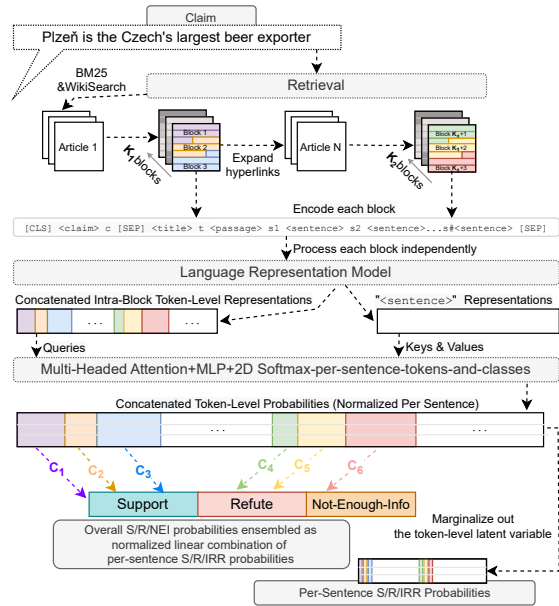 Claim
Plzeň is the Czech's largest beer exporter
BM25
&WikiSearch
Retrieval
Article 1
Block 1
Block 2
Block 3
K1 blocks
Expand
hyperlinks
Article N
Block K1+1
Block K1+2
Block K1+3
K2 blocks
Encode each block
[CLS] <claim> c [SEP] <title> t <passage> s1 <sentence> s2 <sentence>...s#<sentence> [SEP]
Process each block independently
Language Representation Model
Concatenated Intra-Block Token-Level Representations
"<sentence>" Representations
... ...
Queries
Keys & Values
Multi-Headed Attention+MLP+2D Softmax-per-sentence-tokens-and-classes
Concatenated Token-Level Probabilities (Normalized Per Sentence)
... ...
C1 C2 C3 C4 C5 C6
Support Refute Not-Enough-Info
Overall S/R/NEI probabilities ensembled as
normalized linear combination of
per-sentence S/R/IRR probabilities
Marginalize out
the token-level latent variable
... ...
Per-Sentence S/R/IRR Probabilities